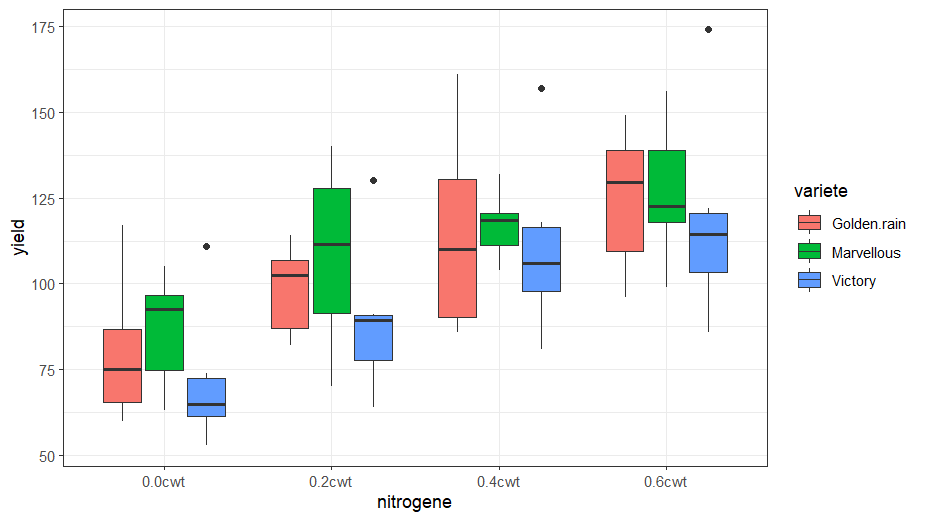 175
150
125
100
75
50
yield
0.0cwt
0.2cwt
0.4cwt
0.6cwt
nitrogene
variete
Golden.rain
Marvellous
Victory